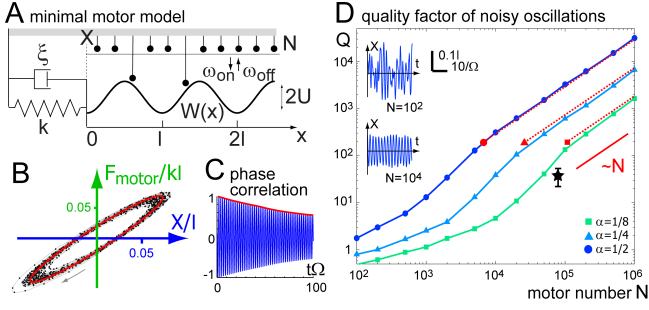 A minimal motor model
X
N
ξ
k
ω_on
ω_off
W(x)
2U
0 l 2l x
B
F_motor/kl
0.05
X/l
0.05
C phase
correlation
1
0
-1
0 100
tΩ
D quality factor of noisy oscillations
Q
10^4
10^3
10^2
10^1
1
X
t
N=10^2
0.1l
10/Ω
X
t
N=10^4
~N
α=1/8
α=1/4
α=1/2
10^2 10^3 10^4 10^5 10^6
motor number N